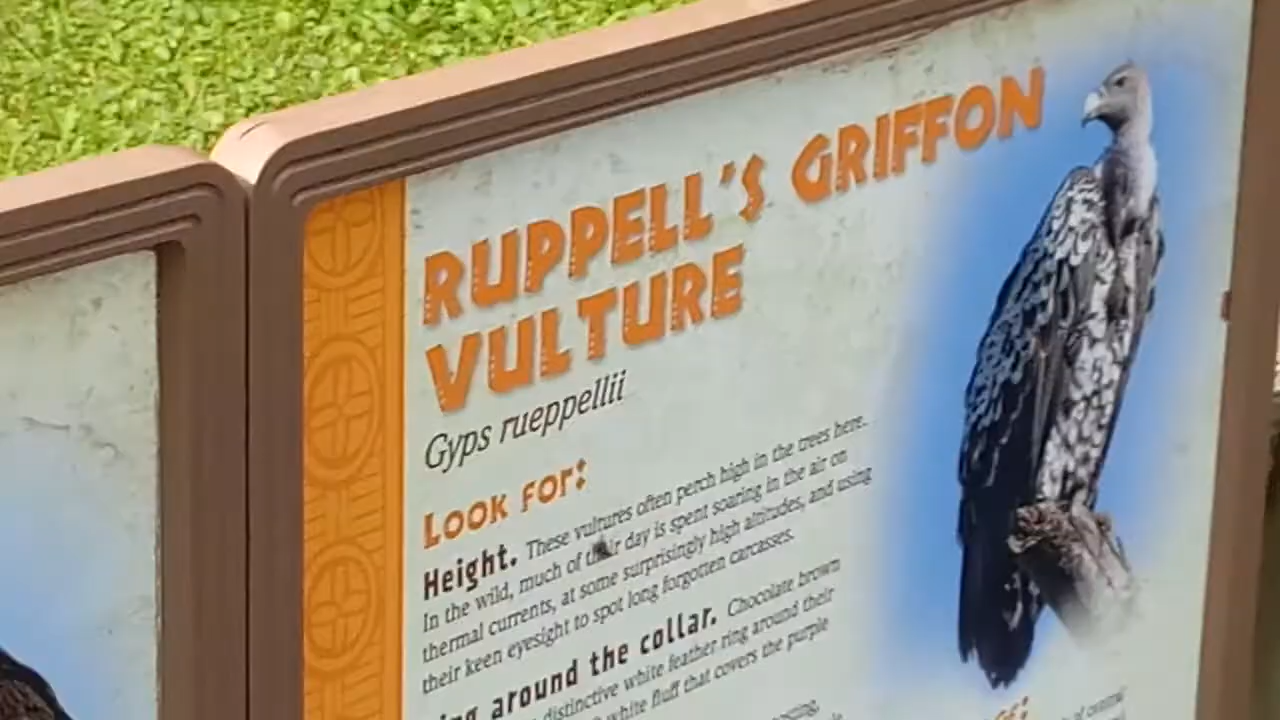 RUPPELL'S GRIFFON
VULTURE
Gyps rueppellii
LOOK FOR:
Height. These vultures often perch high in the trees here.
In the wild, much of their day is spent soaring in the air on
thermal currents, at some surprisingly high altitudes, and using
their keen eyesight to spot long forgotten carcasses.
around the collar. Chocolate brown
distinctive white feather ring around their
white fluff that covers the purple
of central